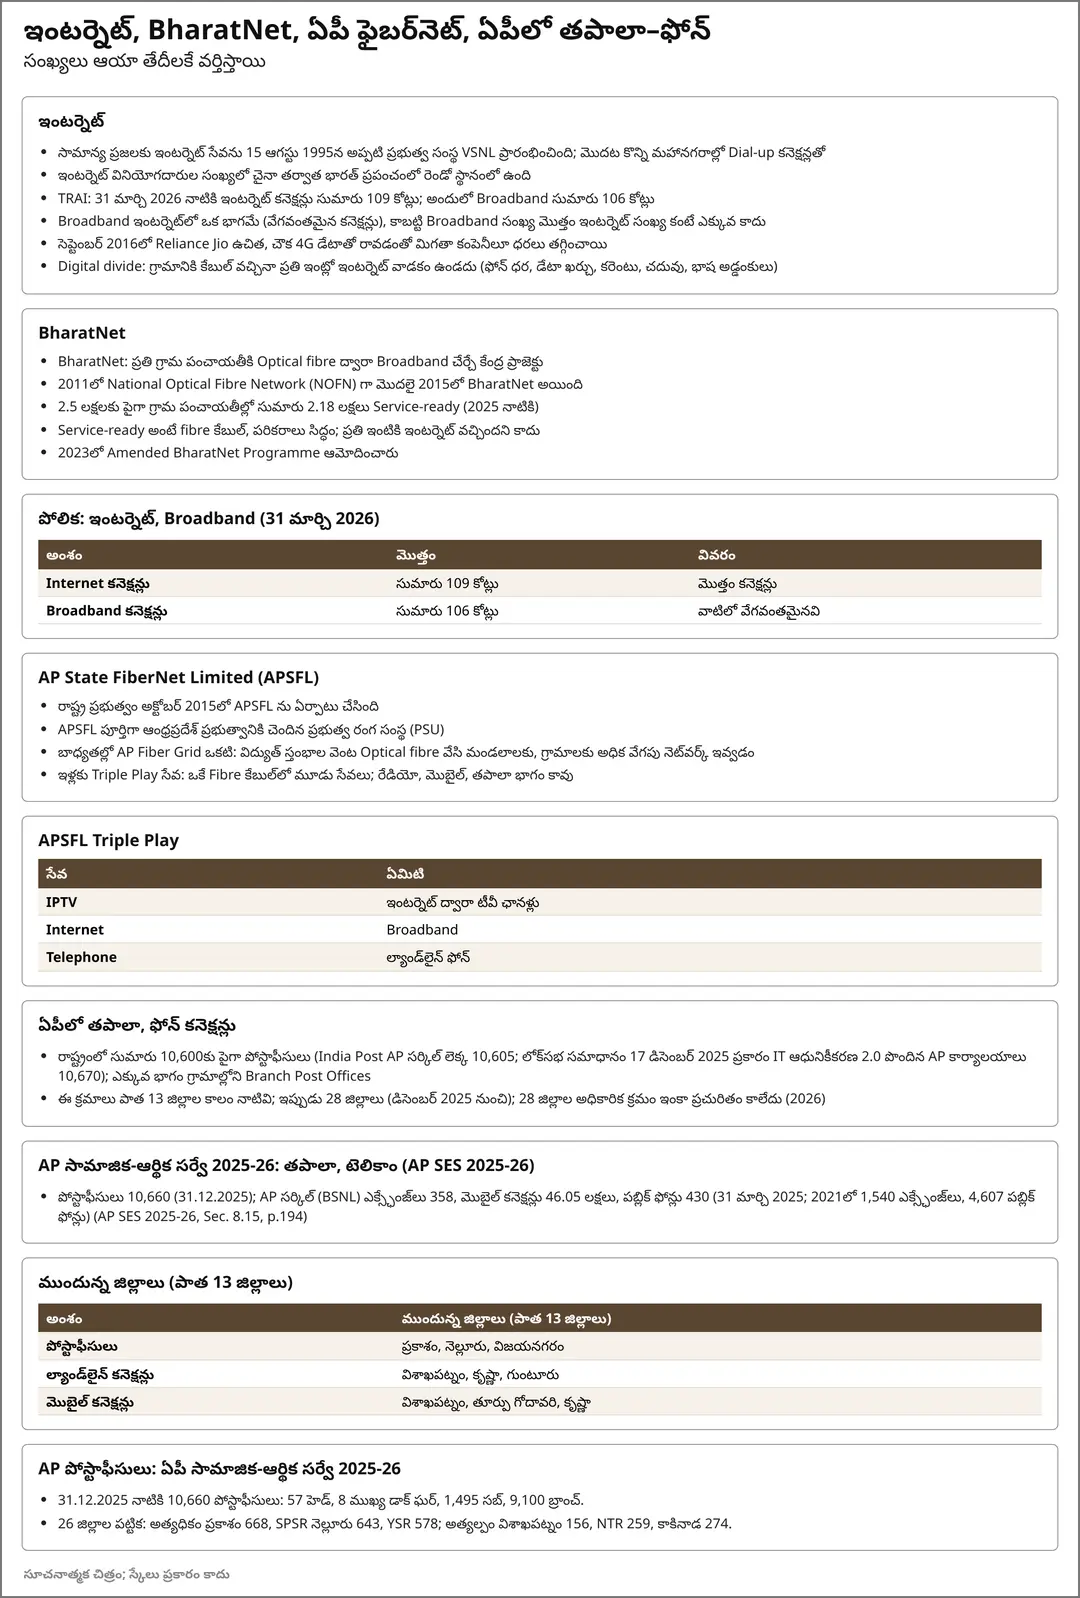 ఇంటర్నెట్, BharatNet, ఏపీ ఫైబర్‌నెట్, ఏపీలో తపాలా–ఫోన్
సంఖ్యలు ఆయా తేదీలకే వర్తిస్తాయి
ఇంటర్నెట్
• సామాన్య ప్రజలకు ఇంటర్నెట్ సేవను 15 ఆగస్టు 1995న అప్పటి ప్రభుత్వ సంస్థ VSNL ప్రారంభించింది; మొదట కొన్ని మహానగరాల్లో Dial-up కనెక్షన్లతో
• ఇంటర్నెట్ వినియోగదారుల సంఖ్యలో చైనా తర్వాత భారత్ ప్రపంచంలో రెండో స్థానంలో ఉంది
• TRAI: 31 మార్చి 2026 నాటికి ఇంటర్నెట్ కనెక్షన్లు సుమారు 109 కోట్లు; అందులో Broadband సుమారు 106 కోట్లు
• Broadband ఇంటర్నెట్‌లో ఒక భాగమే (వేగవంతమైన కనెక్షన్లు), కాబట్టి Broadband సంఖ్య మొత్తం ఇంటర్నెట్ సంఖ్య కంటే ఎక్కువ కాదు
• సెప్టెంబర్ 2016లో Reliance Jio ఉచిత, చౌక 4G డేటాతో రావడంతో మిగతా కంపెనీలూ ధరలు తగ్గించాయి
• Digital divide: గ్రామానికి కేబుల్ వచ్చినా ప్రతి ఇంట్లో ఇంటర్నెట్ వాడకం ఉండదు (ఫోన్ ధర, డేటా ఖర్చు, కరెంటు, చదువు, భాష అడ్డంకులు)
BharatNet
• BharatNet: ప్రతి గ్రామ పంచాయతీకి Optical fibre ద్వారా Broadband చేర్చే కేంద్ర ప్రాజెక్టు
• 2011లో National Optical Fibre Network (NOFN) గా మొదలై 2015లో BharatNet అయింది
• 2.5 లక్షలకు పైగా గ్రామ పంచాయతీల్లో సుమారు 2.18 లక్షలు Service-ready (2025 నాటికి)
• Service-ready అంటే fibre కేబుల్, పరికరాలు సిద్ధం; ప్రతి ఇంటికి ఇంటర్నెట్ వచ్చిందని కాదు
• 2023లో Amended BharatNet Programme ఆమోదించారు
పోలిక: ఇంటర్నెట్, Broadband (31 మార్చి 2026)
అంశం మొత్తం వివరం
Internet కనెక్షన్లు సుమారు 109 కోట్లు మొత్తం కనెక్షన్లు
Broadband కనెక్షన్లు సుమారు 106 కోట్లు వాటిలో వేగవంతమైనవి
AP State FiberNet Limited (APSFL)
• రాష్ట్ర ప్రభుత్వం అక్టోబర్ 2015లో APSFL ను ఏర్పాటు చేసింది
• APSFL పూర్తిగా ఆంధ్రప్రదేశ్ ప్రభుత్వానికి చెందిన ప్రభుత్వ రంగ సంస్థ (PSU)
• బాధ్యతల్లో AP Fiber Grid ఒకటి: విద్యుత్ స్తంభాల వెంట Optical fibre వేసి మండలాలకు, గ్రామాలకు అధిక వేగపు నెట్‌వర్క్ ఇవ్వడం
• ఇళ్లకు Triple Play సేవ: ఒకే Fibre కేబుల్‌లో మూడు సేవలు; రేడియో, మొబైల్, తపాలా భాగం కావు
APSFL Triple Play
సేవ ఏమిటి
IPTV ఇంటర్నెట్ ద్వారా టీవీ ఛానళ్లు
Internet Broadband
Telephone ల్యాండ్‌లైన్ ఫోన్
ఏపీలో తపాలా, ఫోన్ కనెక్షన్లు
• రాష్ట్రంలో సుమారు 10,600కు పైగా పోస్టాఫీసులు (India Post AP సర్కిల్ లెక్క 10,605; లోక్‌సభ సమాధానం 17 డిసెంబర్ 2025 ప్రకారం IT ఆధునికీకరణ 2.0 పొందిన AP కార్యాలయాలు
10,670); ఎక్కువ భాగం గ్రామాల్లోని Branch Post Offices
• ఈ క్రమాలు పాత 13 జిల్లాల కాలం నాటివి; ఇప్పుడు 28 జిల్లాలు (డిసెంబర్ 2025 నుంచి); 28 జిల్లాల అధికారిక క్రమం ఇంకా ప్రచురితం కాలేదు (2026)
AP సామాజిక-ఆర్థిక సర్వే 2025-26: తపాలా, టెలికాం (AP SES 2025-26)
• పోస్టాఫీసులు 10,660 (31.12.2025); AP సర్కిల్ (BSNL) ఎక్స్ఛేంజ్‌లు 358, మొబైల్ కనెక్షన్లు 46.05 లక్షలు, పబ్లిక్ ఫోన్లు 430 (31 మార్చి 2025; 2021లో 1,540 ఎక్స్ఛేంజ్‌లు, 4,607 పబ్లిక్
ఫోన్లు) (AP SES 2025-26, Sec. 8.15, p.194)
ముందున్న జిల్లాలు (పాత 13 జిల్లాలు)
అంశం ముందున్న జిల్లాలు (పాత 13 జిల్లాలు)
పోస్టాఫీసులు ప్రకాశం, నెల్లూరు, విజయనగరం
ల్యాండ్‌లైన్ కనెక్షన్లు విశాఖపట్నం, కృష్ణా, గుంటూరు
మొబైల్ కనెక్షన్లు విశాఖపట్నం, తూర్పు గోదావరి, కృష్ణా
AP పోస్టాఫీసులు: ఏపీ సామాజిక-ఆర్థిక సర్వే 2025-26
• 31.12.2025 నాటికి 10,660 పోస్టాఫీసులు: 57 హెడ్, 8 ముఖ్య డాక్ ఘర్, 1,495 సబ్, 9,100 బ్రాంచ్.
• 26 జిల్లాల పట్టిక: అత్యధికం ప్రకాశం 668, SPSR నెల్లూరు 643, YSR 578; అత్యల్పం విశాఖపట్నం 156, NTR 259, కాకినాడ 274.
సూచనాత్మక చిత్రం; స్కేలు ప్రకారం కాదు